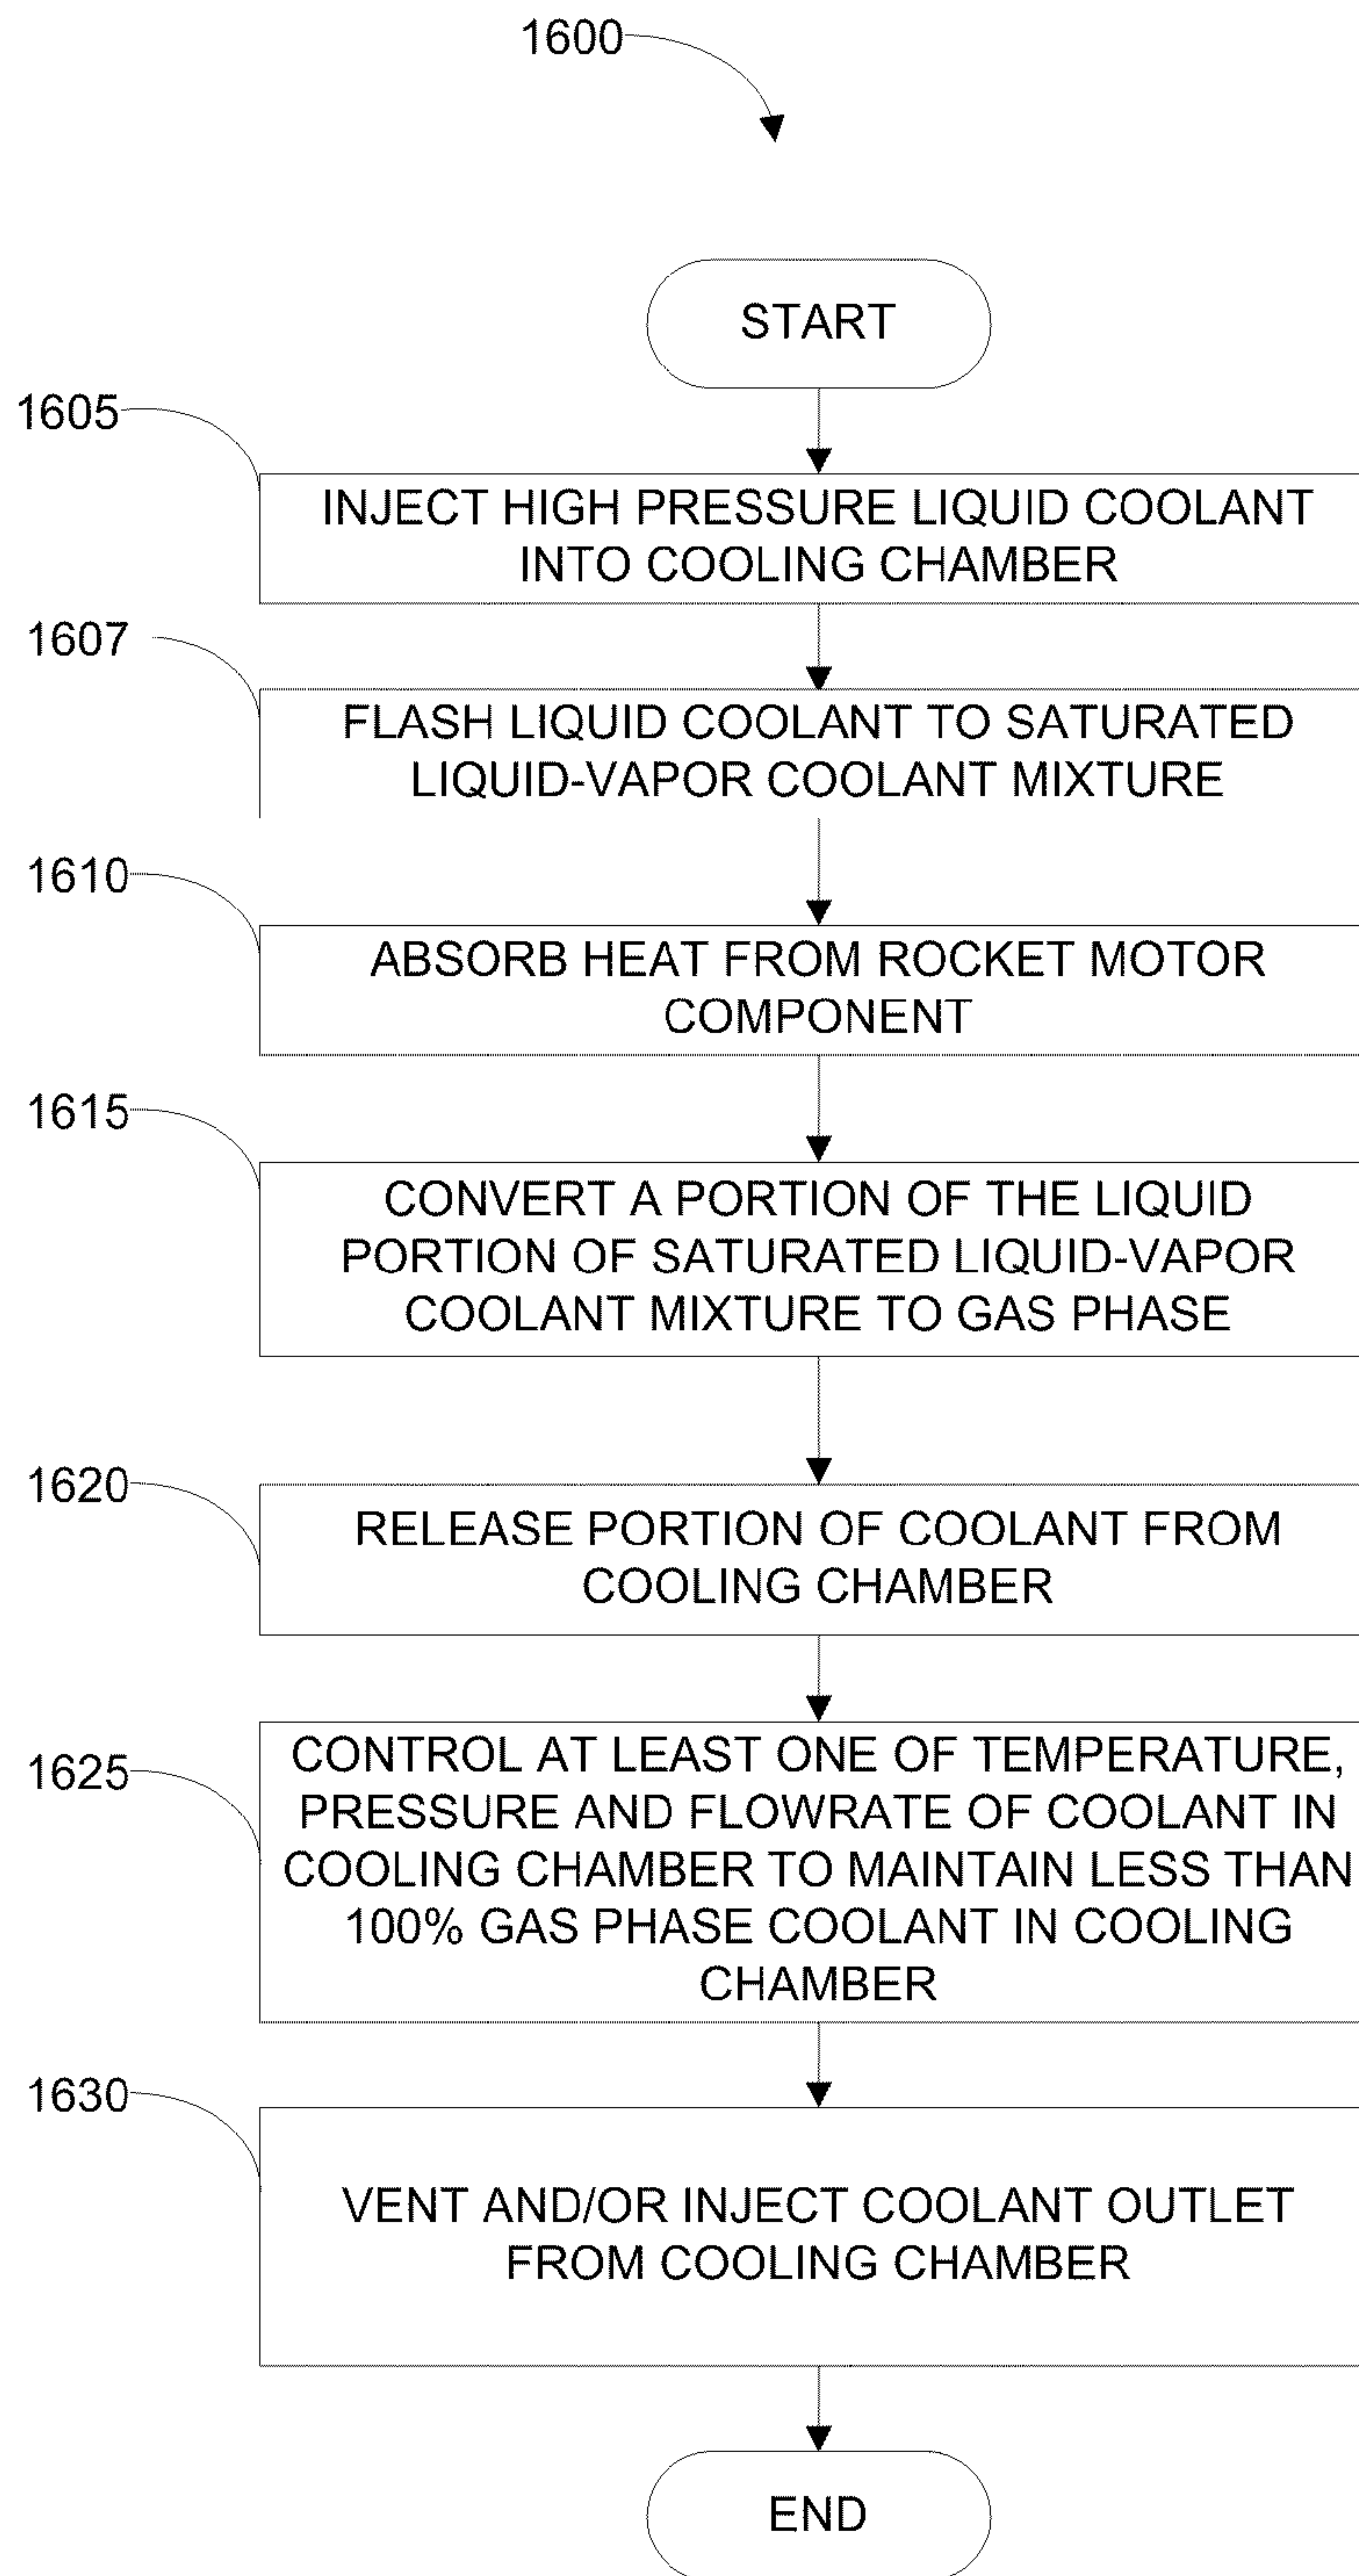 1600
START
1605
INJECT HIGH PRESSURE LIQUID COOLANT
INTO COOLING CHAMBER
1607
FLASH LIQUID COOLANT TO SATURATED
LIQUID-VAPOR COOLANT MIXTURE
1610
ABSORB HEAT FROM ROCKET MOTOR
COMPONENT
1615
CONVERT A PORTION OF THE LIQUID
PORTION OF SATURATED LIQUID-VAPOR
COOLANT MIXTURE TO GAS PHASE
1620
RELEASE PORTION OF COOLANT FROM
COOLING CHAMBER
1625
CONTROL AT LEAST ONE OF TEMPERATURE,
PRESSURE AND FLOWRATE OF COOLANT IN
COOLING CHAMBER TO MAINTAIN LESS THAN
100% GAS PHASE COOLANT IN COOLING
CHAMBER
1630
VENT AND/OR INJECT COOLANT OUTLET
FROM COOLING CHAMBER
END